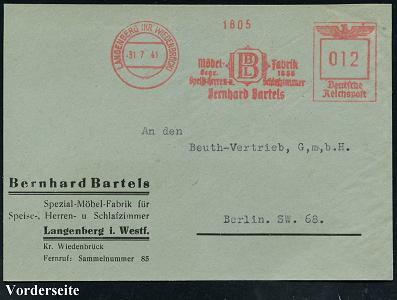 1805
LANGENBERG (KR. WIEDENBRÜCK)
-31.7.41
Möbel- Fabrik
BBL
Gegr. 1886
Speise-Herren-u. Schlafzimmer
Bernhard Bartels
012
Deutsche
Reichspost
An den
Beuth-Vertrieb, G,m,b.H.
Berlin. SW. 68.
Bernhard Bartels
Spezial-Möbel-Fabrik für
Speise-, Herren- u. Schlafzimmer
Langenberg i. Westf.
Kr. Wiedenbrück
Fernruf: Sammelnummer 85
Vorderseite